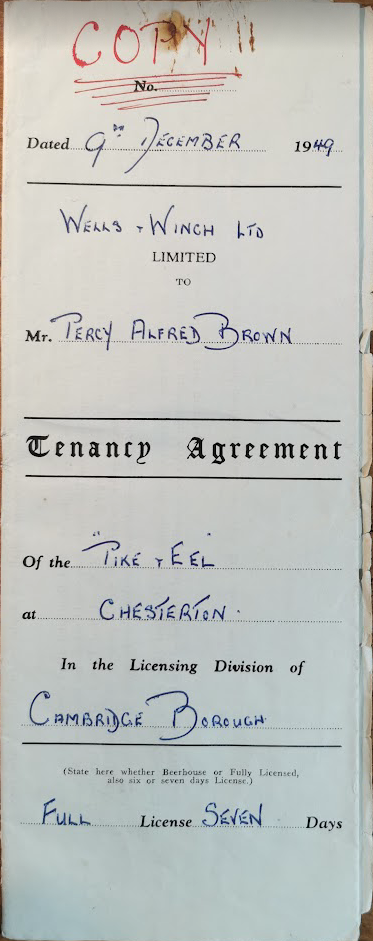 COPY
No.
Dated 9th DECEMBER 1949
WELLS & WINCH LTD
LIMITED
TO
Mr. PERCY ALFRED BROWN
Tenancy Agreement
Of the "PIKE & EEL"
at CHESTERTON.
In the Licensing Division of
CAMBRIDGE BOROUGH
(State here whether Beerhouse or Fully Licensed,
also six or seven days License.)
FULL License SEVEN Days